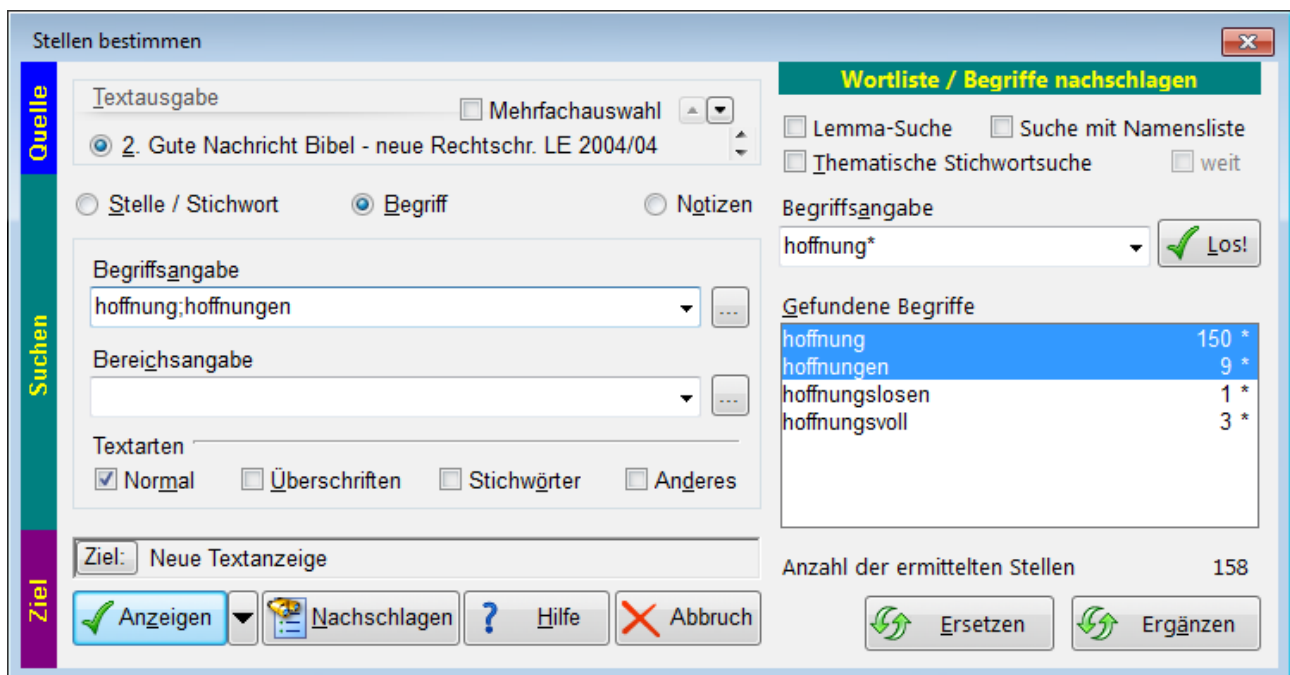 Stellen bestimmen
Quelle
Textausgabe
Mehrfachauswahl
2. Gute Nachricht Bibel - neue Rechtschr. LE 2004/04
Suchen
Stelle / Stichwort Begriff Notizen
Begriffsangabe
hoffnung;hoffnungen
...
Bereichsangabe
...
Textarten
Normal Überschriften Stichwörter Anderes
Ziel
Ziel: Neue Textanzeige
Anzeigen Nachschlagen ? Hilfe Abbruch
Wortliste / Begriffe nachschlagen
Lemma-Suche Suche mit Namensliste
Thematische Stichwortsuche weit
Begriffsangabe
hoffnung* Los!
Gefundene Begriffe
hoffnung 150 *
hoffnungen 9 *
hoffnungslosen 1 *
hoffnungsvoll 3 *
Anzahl der ermittelten Stellen 158
Ersetzen Ergänzen